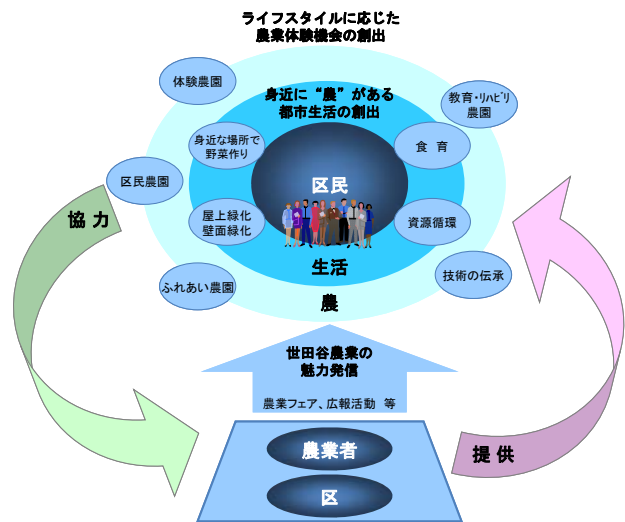 ライフスタイルに応じた
農業体験機会の創出
体験農園
身近に“農”がある
都市生活の創出
教育・ﾘﾊﾋﾞﾘ
農園
身近な場所で
野菜作り
食 育
区民農園
区民
協 力
屋上緑化
壁面緑化
資源循環
生活
技術の伝承
ふれあい農園
農
世田谷農業の
魅力発信
農業フェア、広報活動 等
農業者
提 供
区